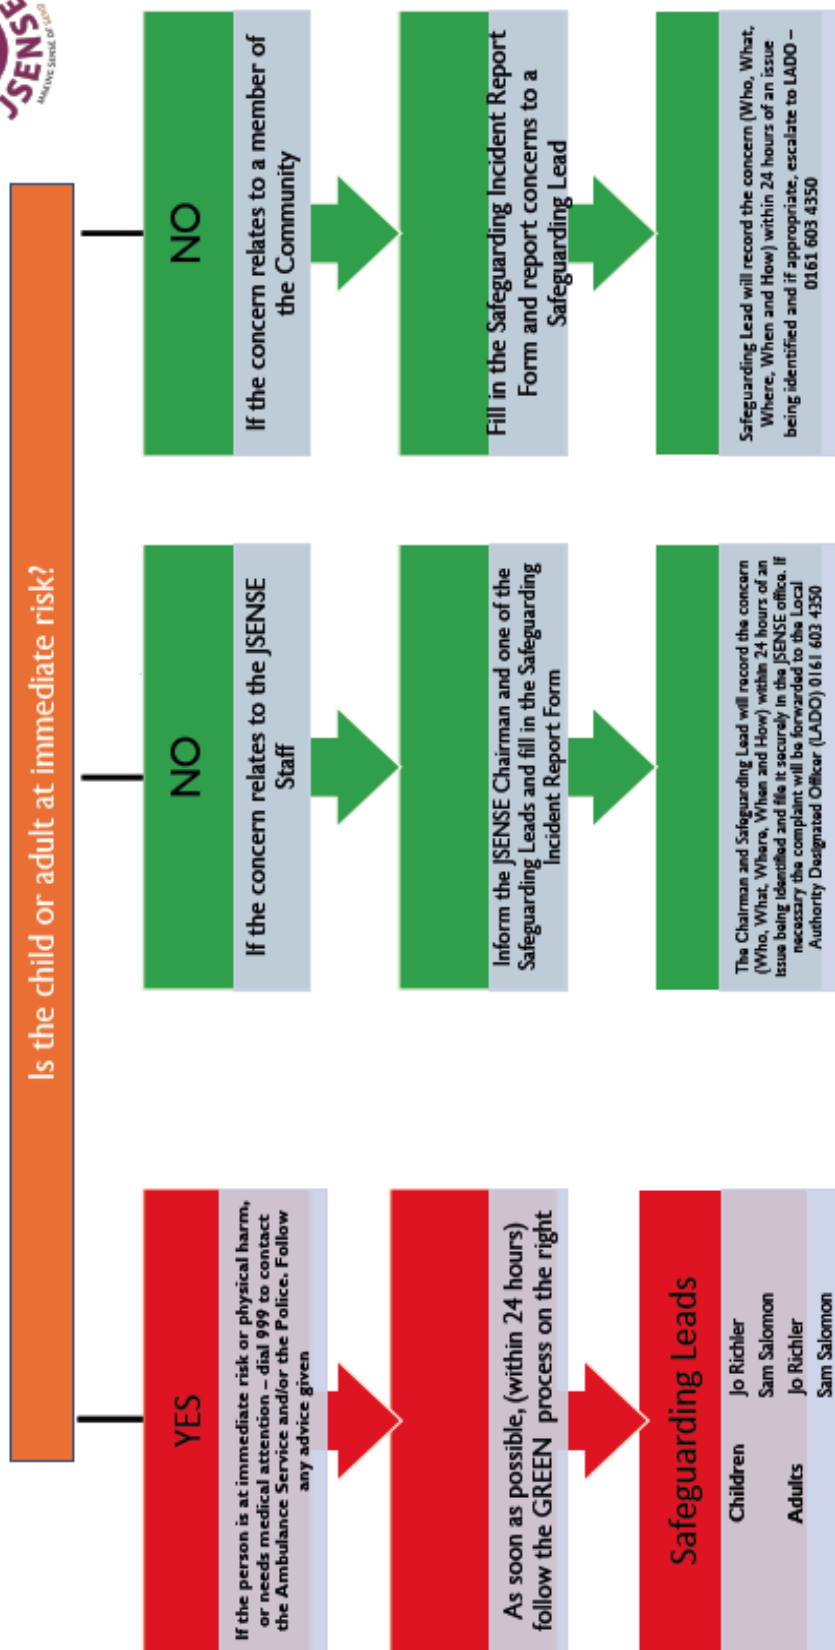 JSENSE
MAKING SENSE OF
Is the child or adult at immediate risk?
YES
If the person is at immediate risk or physical harm,
or needs medical attention – dial 999 to contact
the Ambulance Service and/or the Police. Follow
any advice given
As soon as possible, (within 24 hours)
follow the GREEN process on the right
Safeguarding Leads
Children Jo Richler
Sam Salomon
Adults Jo Richler
Sam Salomon
NO
If the concern relates to the JSENSE
Staff
Inform the JSENSE Chairman and one of the
Safeguarding Leads and fill in the Safeguarding
Incident Report Form
The Chairman and Safeguarding Lead will record the concern
(Who, What, Where, When and How) within 24 hours of an
issue being identified and file it securely in the JSENSE office. If
necessary the complaint will be forwarded to the Local
Authority Designated Officer (LADO) 0161 603 4350
NO
If the concern relates to a member of
the Community
Fill in the Safeguarding Incident Report
Form and report concerns to a
Safeguarding Lead
Safeguarding Lead will record the concern (Who, What,
Where, When and How) within 24 hours of an issue
being identified and if appropriate, escalate to LADO –
0161 603 4350